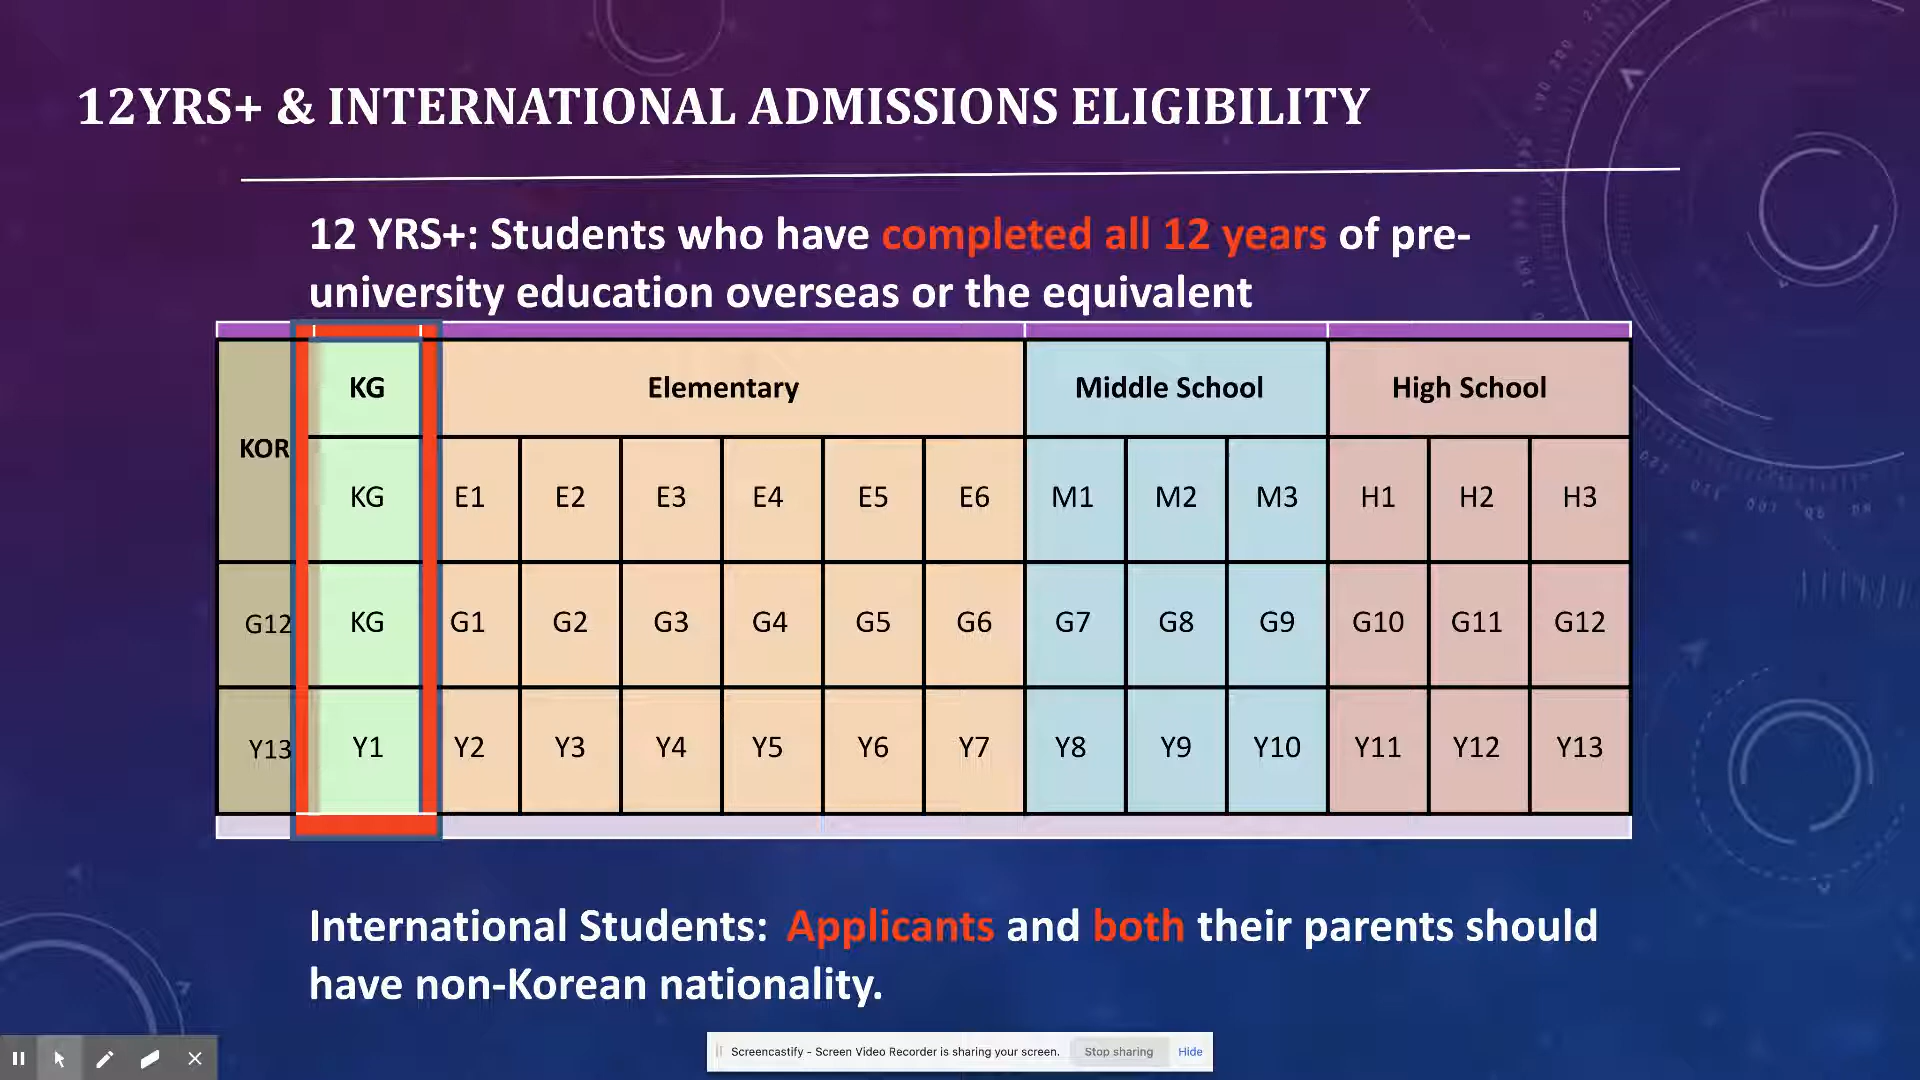 12YRS+ & INTERNATIONAL ADMISSIONS ELIGIBILITY
12 YRS+: Students who have completed all 12 years of pre-
university education overseas or the equivalent
KG Elementary Middle School High School
KOR
KG E1 E2 E3 E4 E5 E6 M1 M2 M3 H1 H2 H3
G12 KG G1 G2 G3 G4 G5 G6 G7 G8 G9 G10 G11 G12
Y13 Y1 Y2 Y3 Y4 Y5 Y6 Y7 Y8 Y9 Y10 Y11 Y12 Y13
International Students: Applicants and both their parents should
have non-Korean nationality.
Screencastify - Screen Video Recorder is sharing your screen. Stop sharing Hide